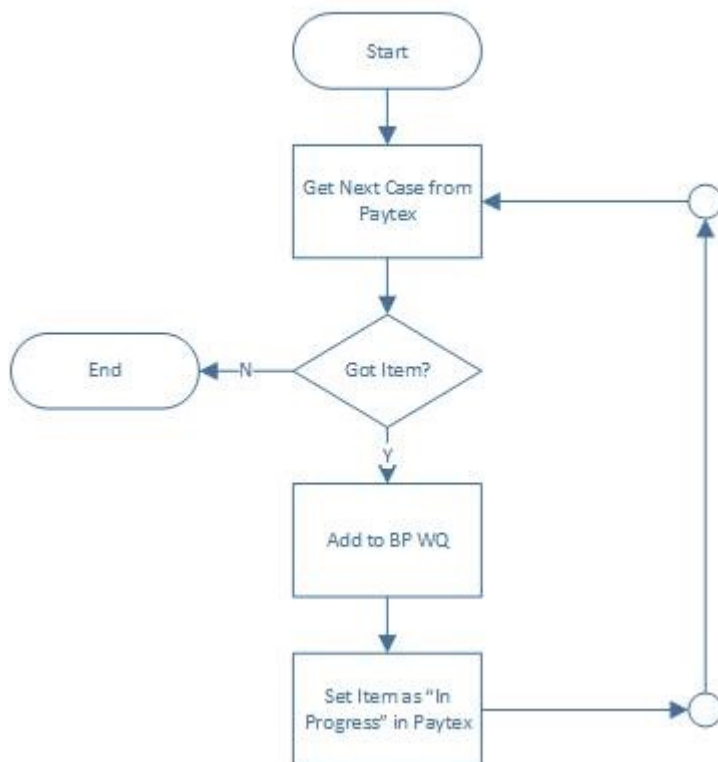 Start
Get Next Case from
Paytex
Got Item?
N
End
Y
Add to BP WQ
Set Item as “In
Progress” in Paytex